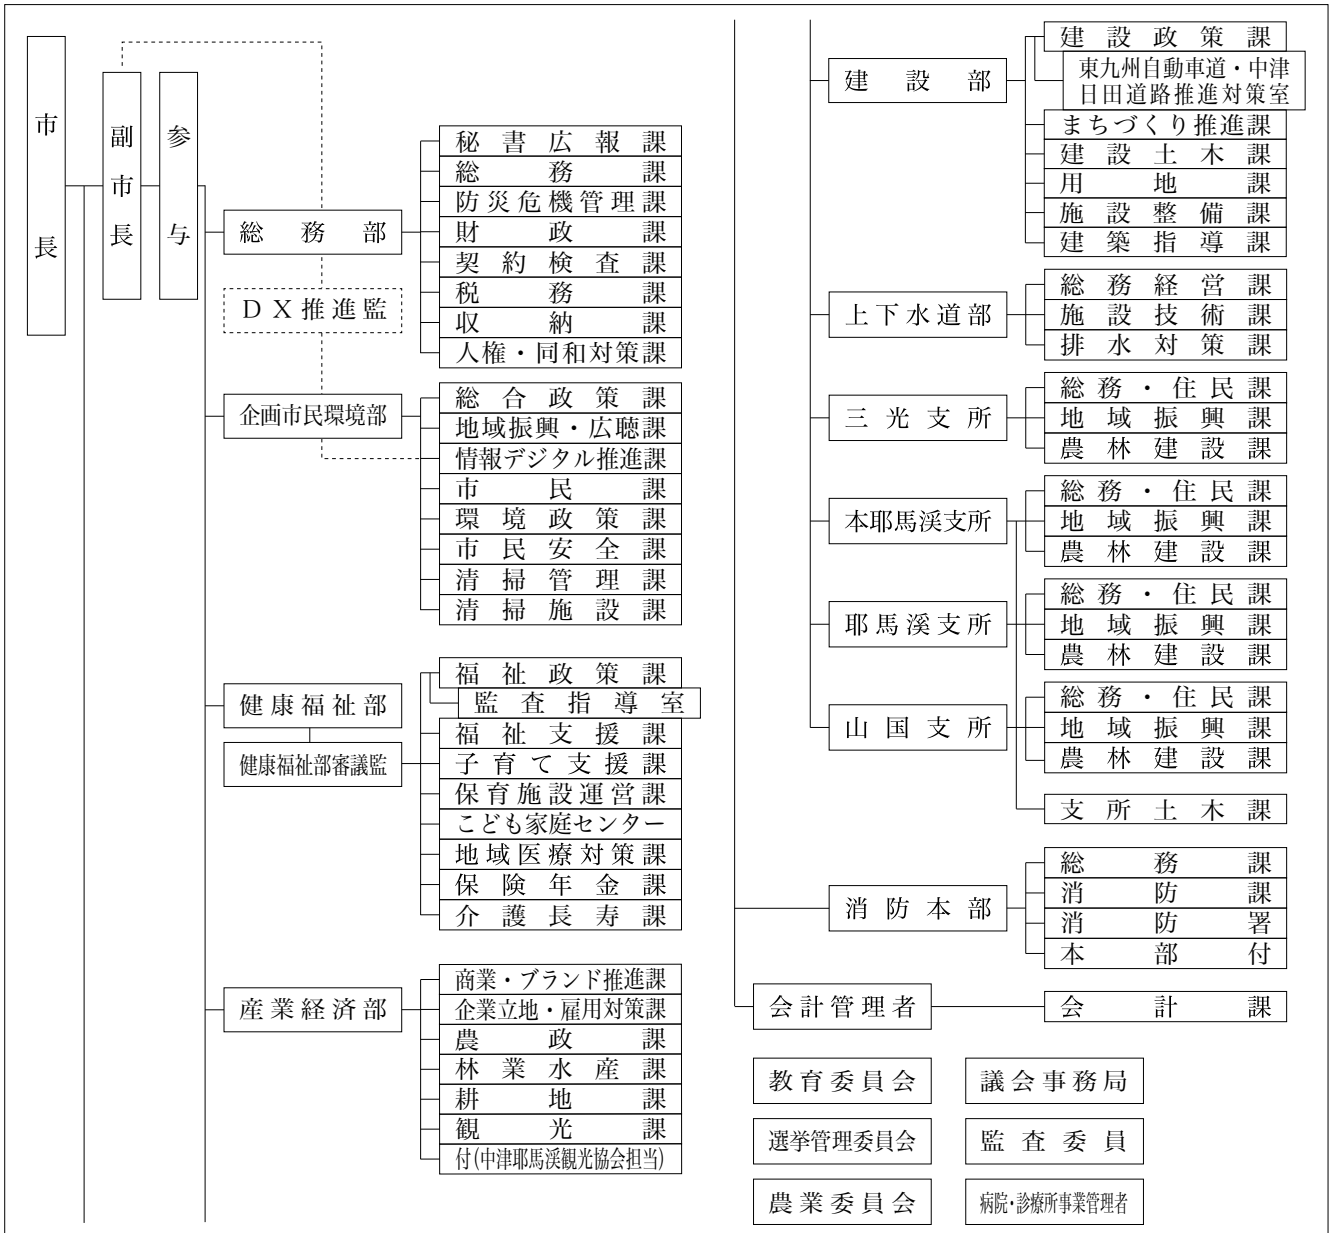 市長
副市長
参与
総務部
秘書広報課
総務課
防災危機管理課
財政課
契約検査課
税務課
収納課
人権・同和対策課
DX推進監
企画市民環境部
総合政策課
地域振興・広聴課
情報デジタル推進課
市民課
環境政策課
市民安全課
清掃管理課
清掃施設課
健康福祉部
健康福祉部審議監
福祉政策課
監査指導室
福祉支援課
子育て支援課
保育施設運営課
こども家庭センター
地域医療対策課
保険年金課
介護長寿課
産業経済部
商業・ブランド推進課
企業立地・雇用対策課
農政課
林業水産課
耕地課
観光課
付(中津耶馬渓観光協会担当)
建設部
建設政策課
東九州自動車道・中津
日田道路推進対策室
まちづくり推進課
建設土木課
用地課
施設整備課
建築指導課
上下水道部
総務経営課
施設技術課
排水対策課
三光支所
総務・住民課
地域振興課
農林建設課
本耶馬渓支所
総務・住民課
地域振興課
農林建設課
耶馬溪支所
総務・住民課
地域振興課
農林建設課
山国支所
総務・住民課
地域振興課
農林建設課
支所土木課
消防本部
総務課
消防課
消防署
本部付
会計管理者
会計課
教育委員会
議会事務局
選挙管理委員会
監査委員
農業委員会
病院・診療所事業管理者